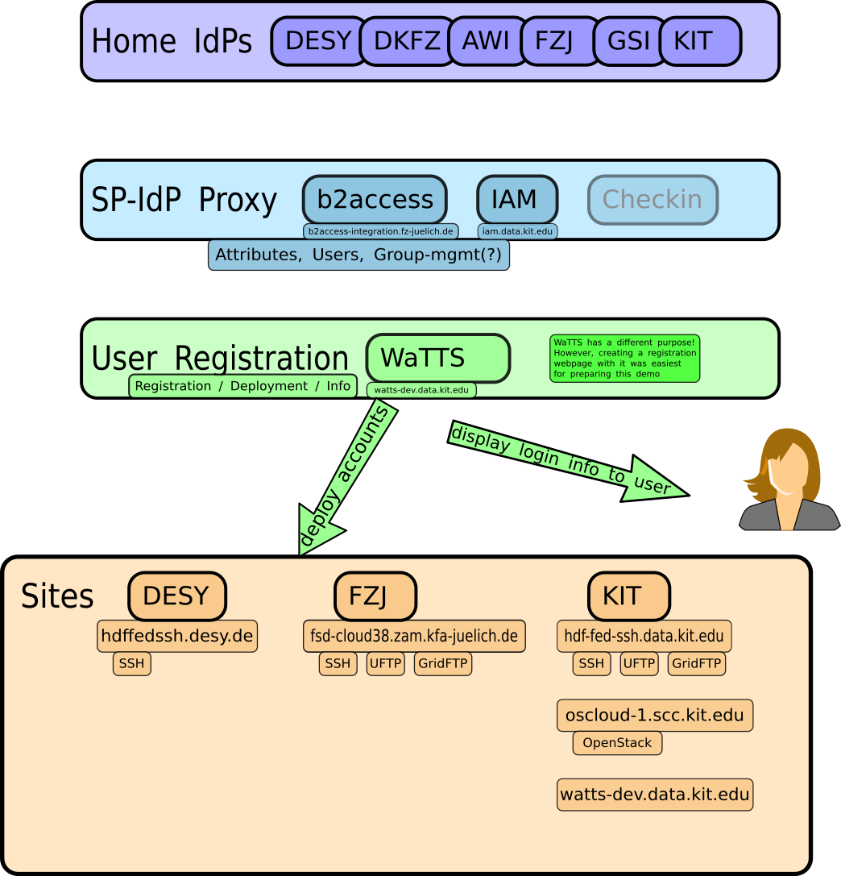 Home IdPs DESY DKFZ AWI FZJ GSI KIT
SP-IdP Proxy b2access IAM Checkin
b2access-integration.fz-juelich.de iam.data.kit.edu
Attributes, Users, Group-mgmt(?)
User Registration WaTTS
WaTTS has a different purpose!
However, creating a registration
webpage with it was easiest
for preparing this demo
Registration / Deployment / Info watts-dev.data.kit.edu
deploy accounts
display login info to user
Sites DESY FZJ KIT
hdffedssh.desy.de fsd-cloud38.zam.kfa-juelich.de hdf-fed-ssh.data.kit.edu
SSH SSH UFTP GridFTP SSH UFTP GridFTP
oscloud-1.scc.kit.edu
OpenStack
watts-dev.data.kit.edu